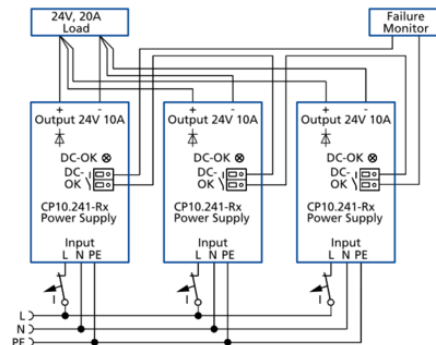 24V, 20A
Load
Failure
Monitor
+ -
Output 24V 10A
DC-OK
DC-
OK
CP10.241-Rx
Power Supply
Input
L N PE
I
+ -
Output 24V 10A
DC-OK
DC-
OK
CP10.241-Rx
Power Supply
Input
L N PE
I
+ -
Output 24V 10A
DC-OK
DC-
OK
CP10.241-Rx
Power Supply
Input
L N PE
I
L
N
PE